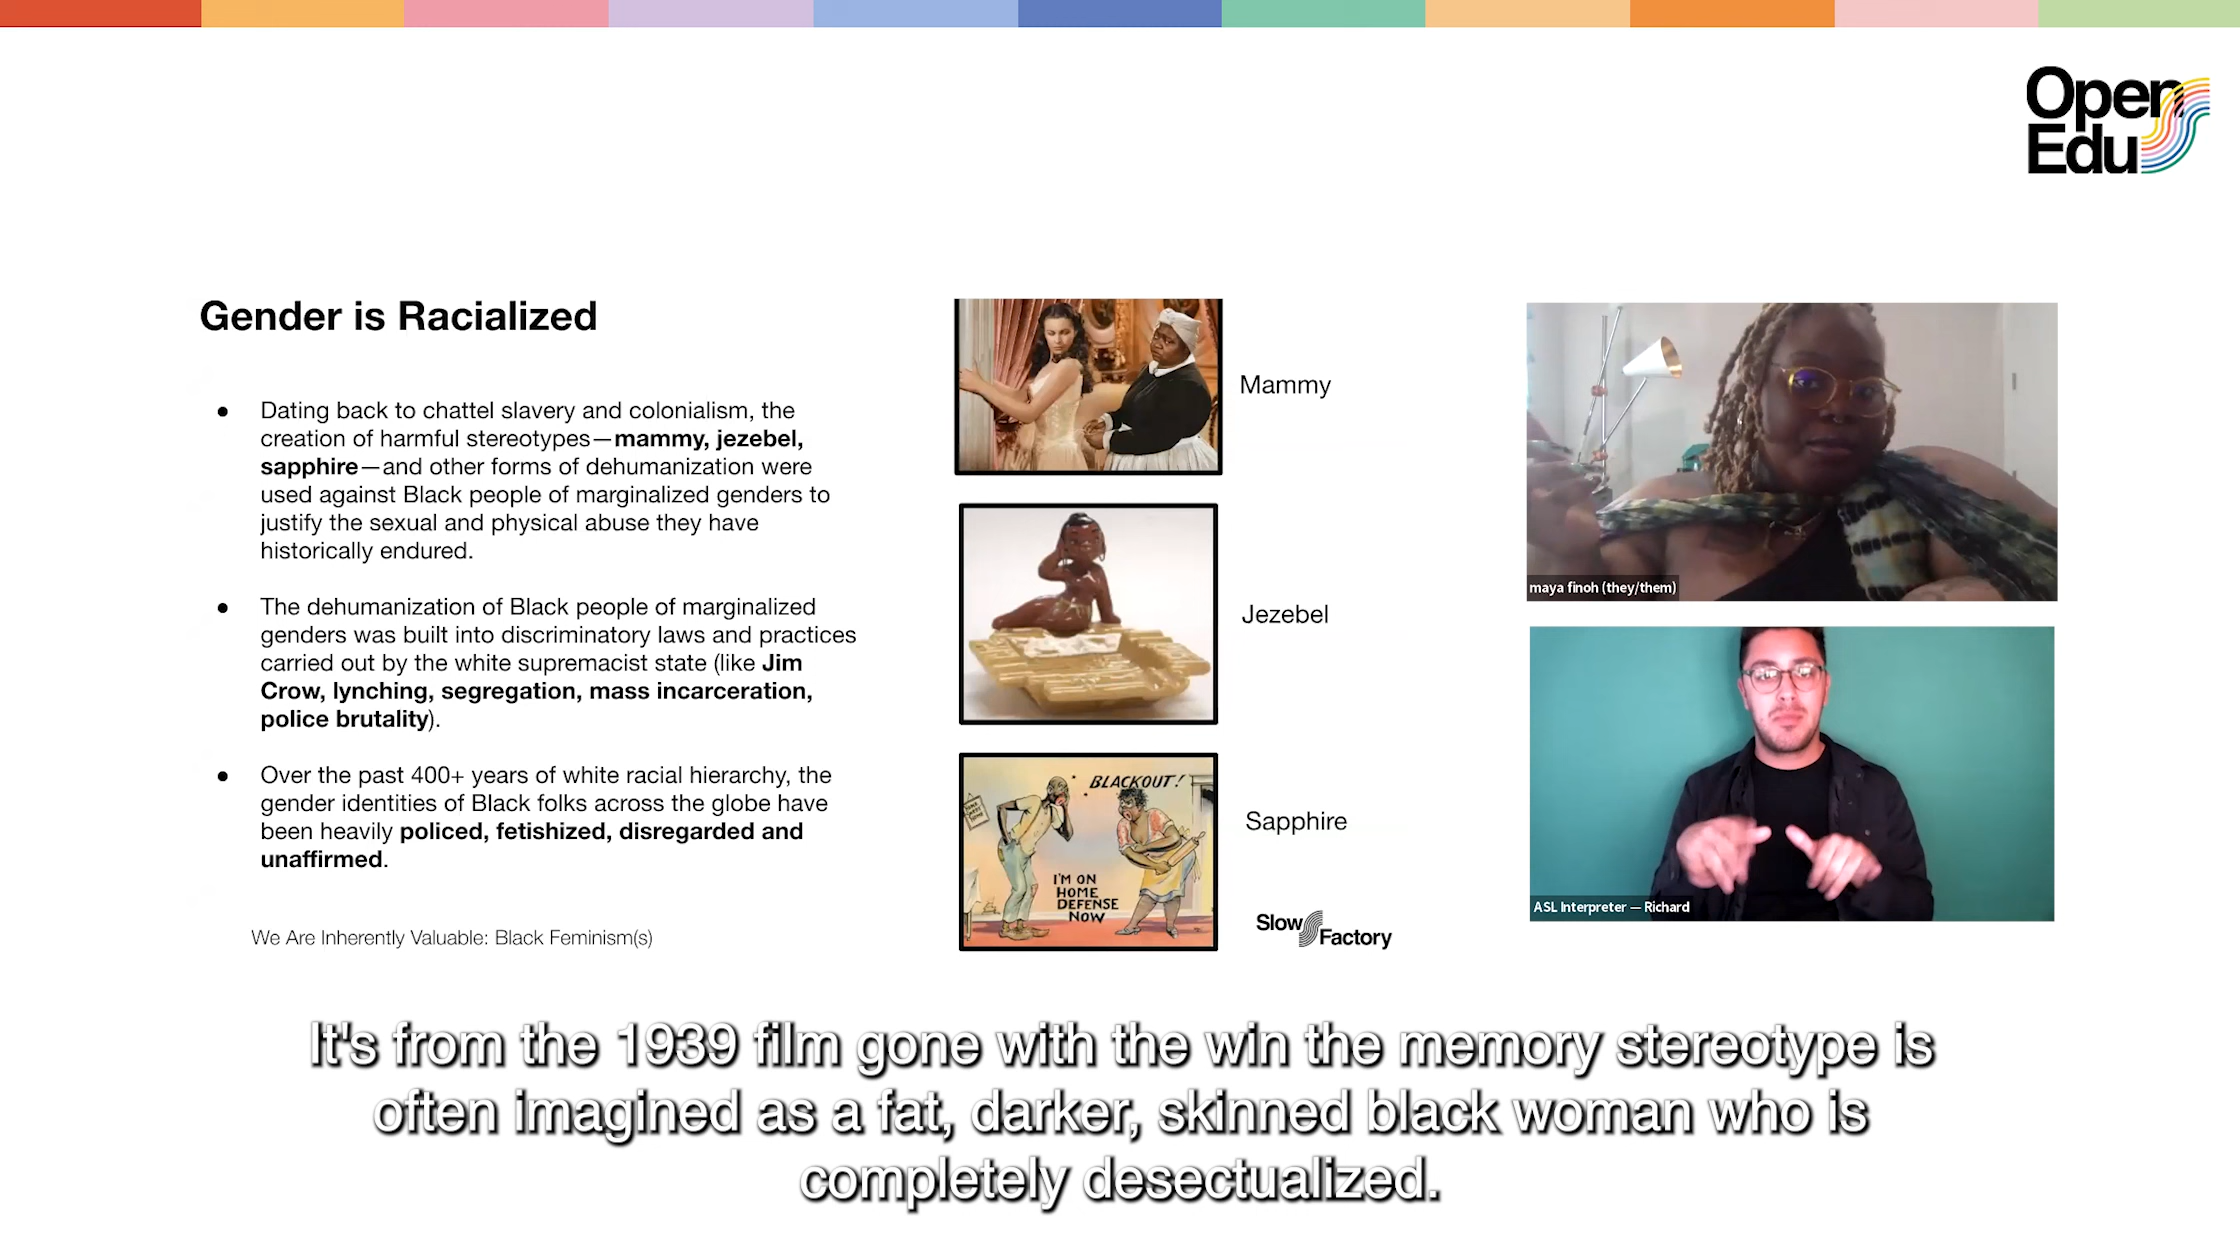 Open
Edu
Gender is Racialized
● Dating back to chattel slavery and colonialism, the
creation of harmful stereotypes—mammy, jezebel,
sapphire—and other forms of dehumanization were
used against Black people of marginalized genders to
justify the sexual and physical abuse they have
historically endured.
● The dehumanization of Black people of marginalized
genders was built into discriminatory laws and practices
carried out by the white supremacist state (like Jim
Crow, lynching, segregation, mass incarceration,
police brutality).
● Over the past 400+ years of white racial hierarchy, the
gender identities of Black folks across the globe have
been heavily policed, fetishized, disregarded and
unaffirmed.
We Are Inherently Valuable: Black Feminism(s)
Mammy
Jezebel
BLACKOUT!
I'M ON
HOME
DEFENSE
NOW
Sapphire
Slow
Factory
maya finoh (they/them)
ASL Interpreter — Richard
It's from the 1939 film gone with the win the memory stereotype is
often imagined as a fat, darker, skinned black woman who is
completely desectualized.